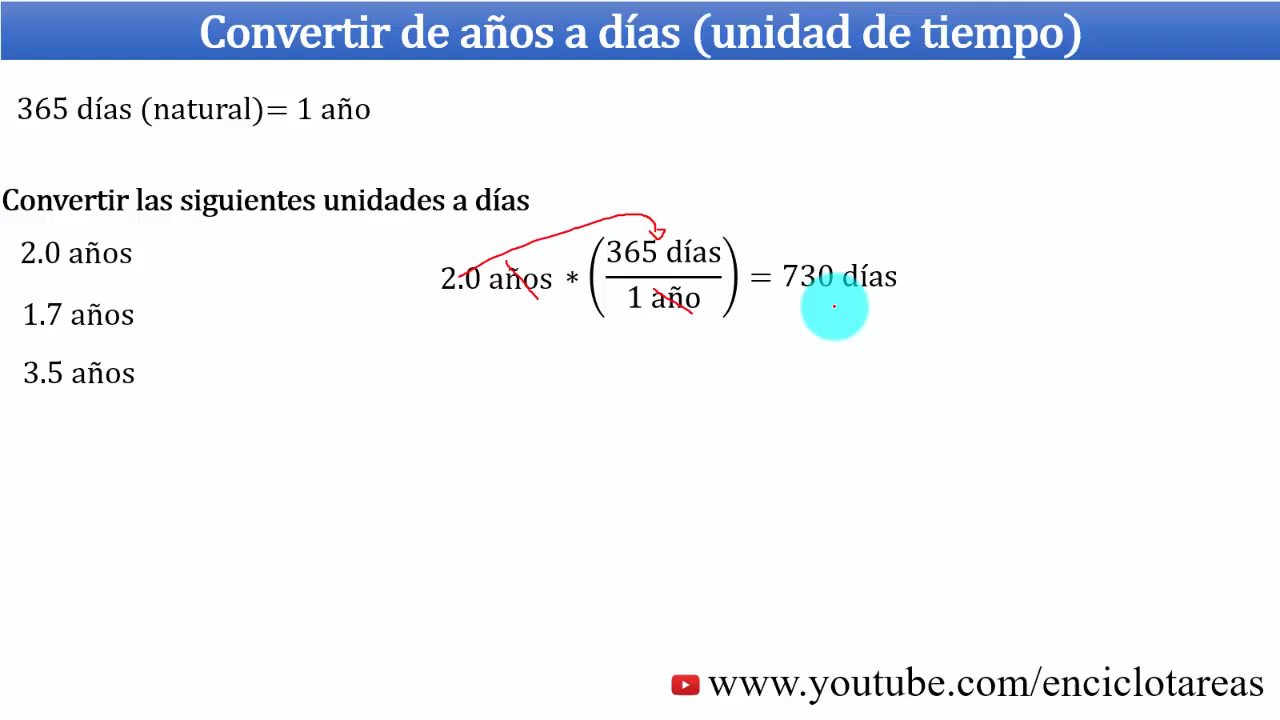 Convertir de años a días (unidad de tiempo)
365 días (natural)= 1 año
Convertir las siguientes unidades a días
2.0 años
1.7 años
3.5 años
2.0 años * (365 días / 1 año) = 730 días
www.youtube.com/enciclotareas